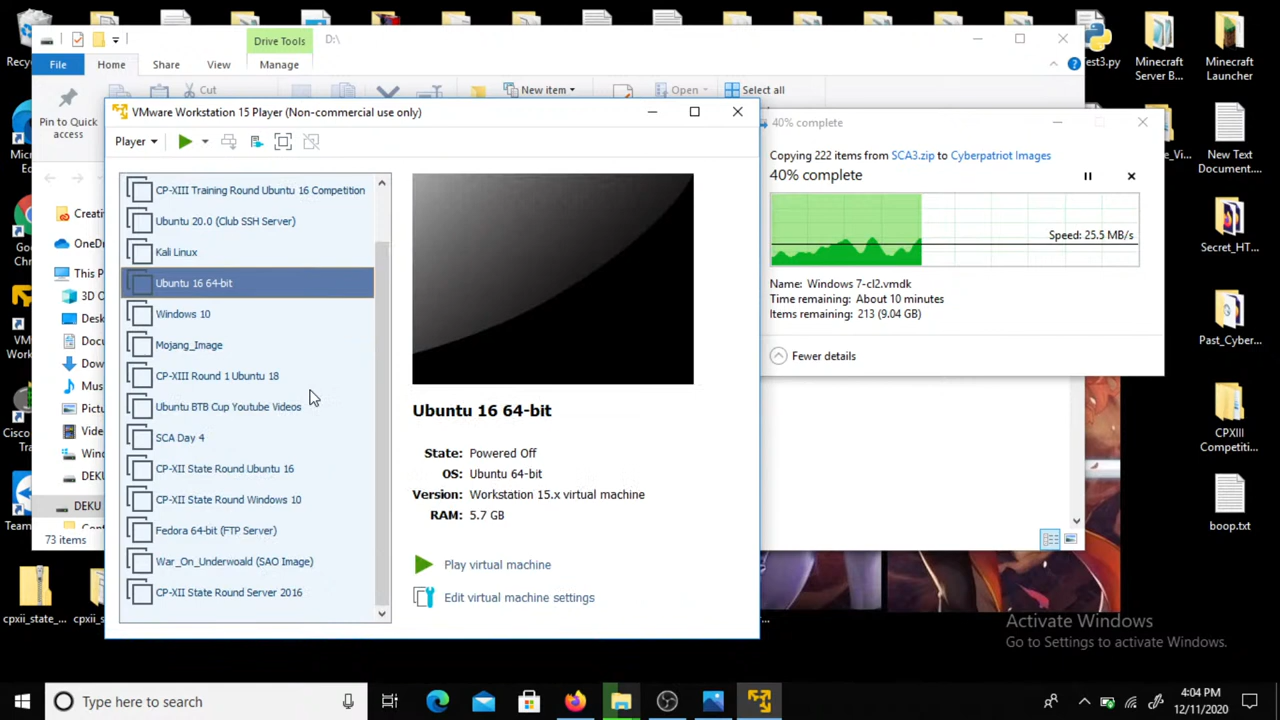 Drive Tools
D:\
File
Home
Share
View
Manage
Cut
New item
Open
Select all
Pin to Quick
access
VMware Workstation 15 Player (Non-commercial use only)
Player
CP-XIII Training Round Ubuntu 16 Competition
Ubuntu 20.0 (Club SSH Server)
Kali Linux
Ubuntu 16 64-bit
Windows 10
Mojang_Image
CP-XIII Round 1 Ubuntu 18
Ubuntu BTB Cup Youtube Videos
SCA Day 4
CP-XII State Round Ubuntu 16
CP-XII State Round Windows 10
Fedora 64-bit (FTP Server)
War_On_Underwoald (SAO Image)
CP-XII State Round Server 2016
Ubuntu 16 64-bit
State: Powered Off
OS: Ubuntu 64-bit
Version: Workstation 15.x virtual machine
RAM: 5.7 GB
Play virtual machine
Edit virtual machine settings
40% complete
Copying 222 items from SCA3.zip to Cyberpatriot Images
40% complete
Speed: 25.5 MB/s
Name: Windows 7-cl2.vmdk
Time remaining: About 10 minutes
Items remaining: 213 (9.04 GB)
Fewer details
This PC
3D O
Desk
Docu
Down
Musi
Pictu
Video
DEKU
73 items
cpxii_state_...
Minecraft
Server B...
Minecraft
Launcher
New Text
Document....
Secret_HT...
Past_Cyber...
CPXIII
Competiti...
boop.txt
Activate Windows
Go to Settings to activate Windows.
Type here to search
4:04 PM
12/11/2020